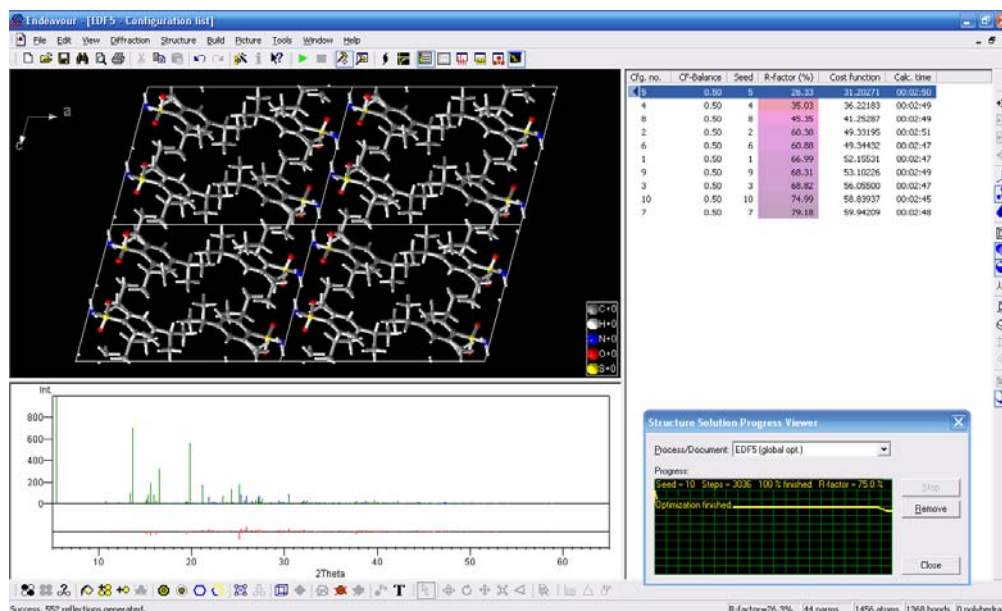 Endeavour - [EDF5 - Configuration list]
File Edit View Diffraction Structure Build Picture Tools Window Help
a
c
C+0
H+0
N+0
O+0
S+0
Cfg. no. CF-Balance Seed R-factor (%) Cost function Calc. time
5 0.50 5 26.33 31.20271 00:02:50
4 0.50 4 35.03 36.22183 00:02:49
8 0.50 8 45.35 41.25287 00:02:49
2 0.50 2 60.38 49.33195 00:02:51
6 0.50 6 60.88 49.34432 00:02:47
1 0.50 1 66.99 52.15531 00:02:47
9 0.50 9 68.31 53.10226 00:02:49
3 0.50 3 68.82 56.05500 00:02:47
10 0.50 10 74.99 58.83937 00:02:45
7 0.50 7 79.18 59.94209 00:02:48
Int.
800
600
400
200
0
10 20 30 40 50 60
2Theta
Structure Solution Progress Viewer
Process/Document: EDF5 (global opt.)
Progress:
Seed = 10 Steps = 3036 100 % finished R-factor = 75.0 %
Optimization finished
Stop
Remove
Close
T
Success. 552 reflections generated.
R-factor=26.3% 44 parms. 1456 atoms 1368 bonds 0 polyhedra